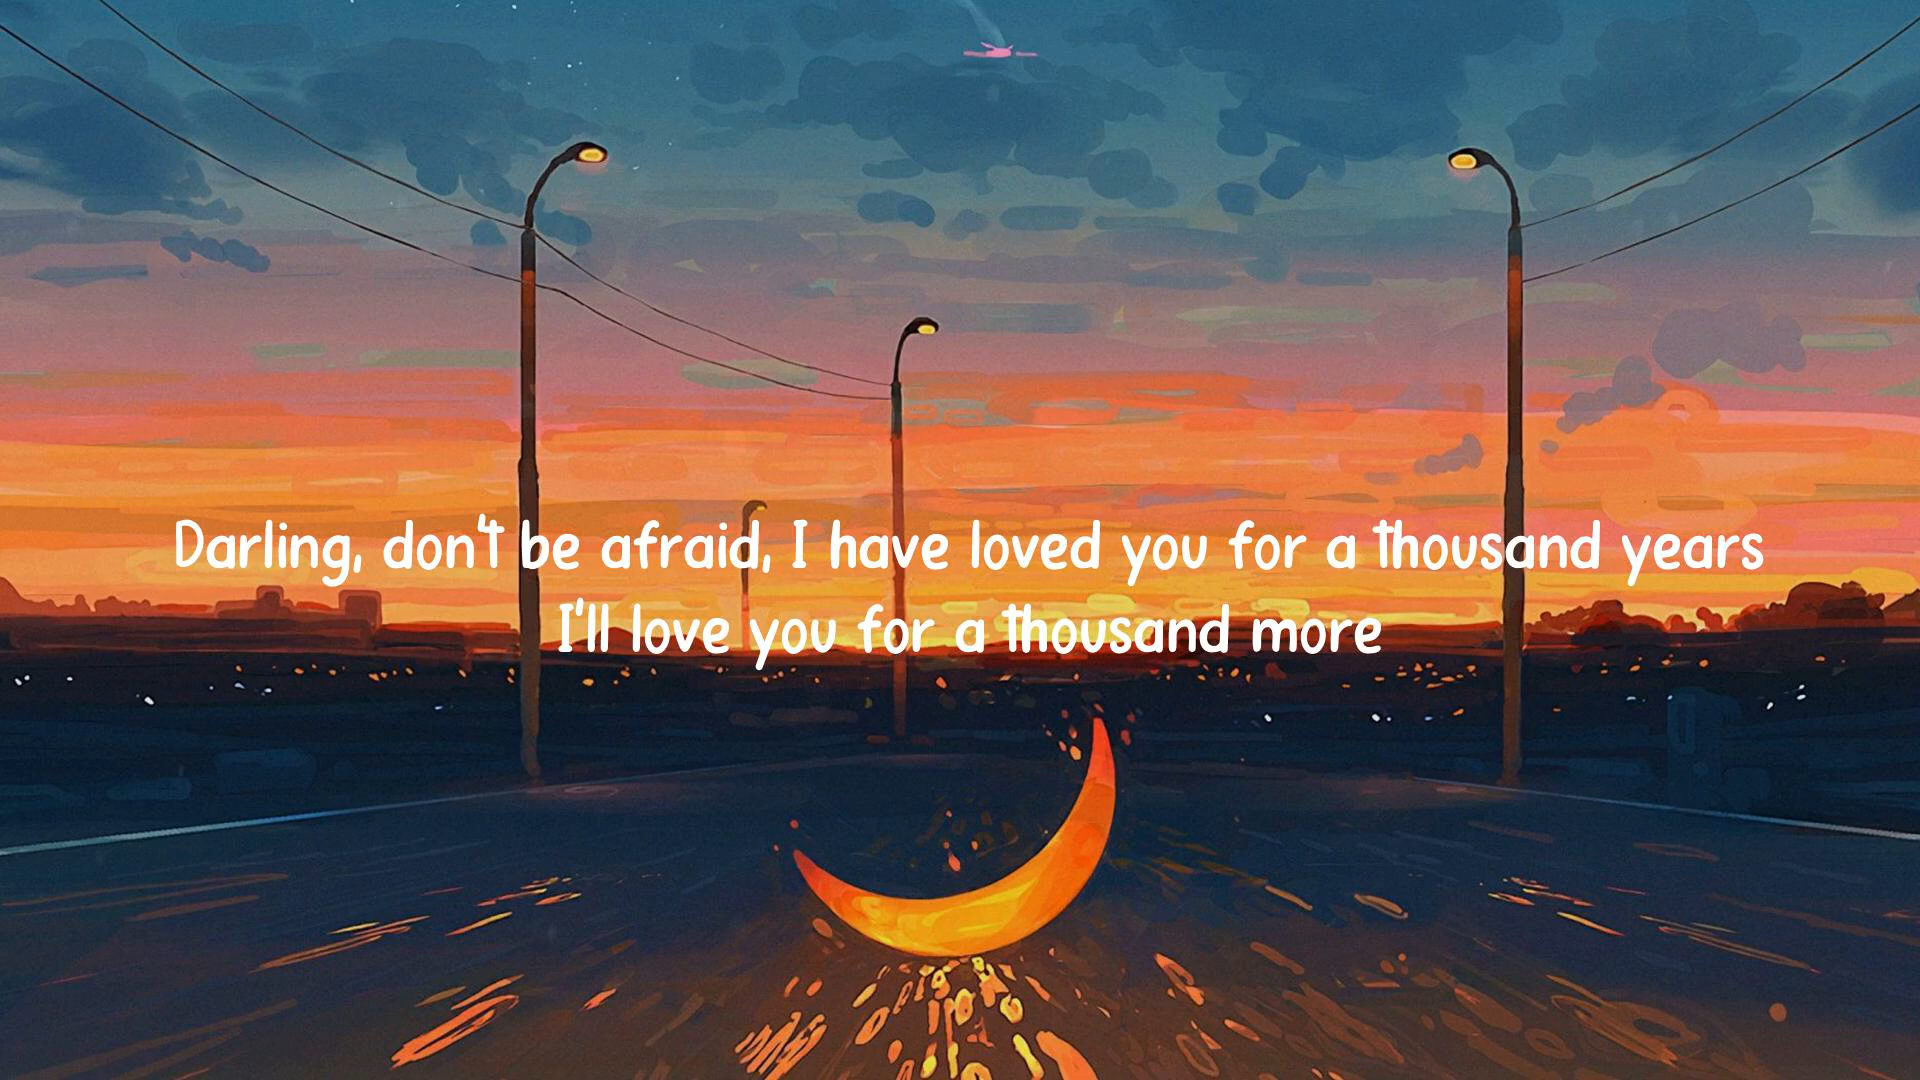 Darling, don't be afraid, I have loved you for a thousand years
I'll love you for a thousand more